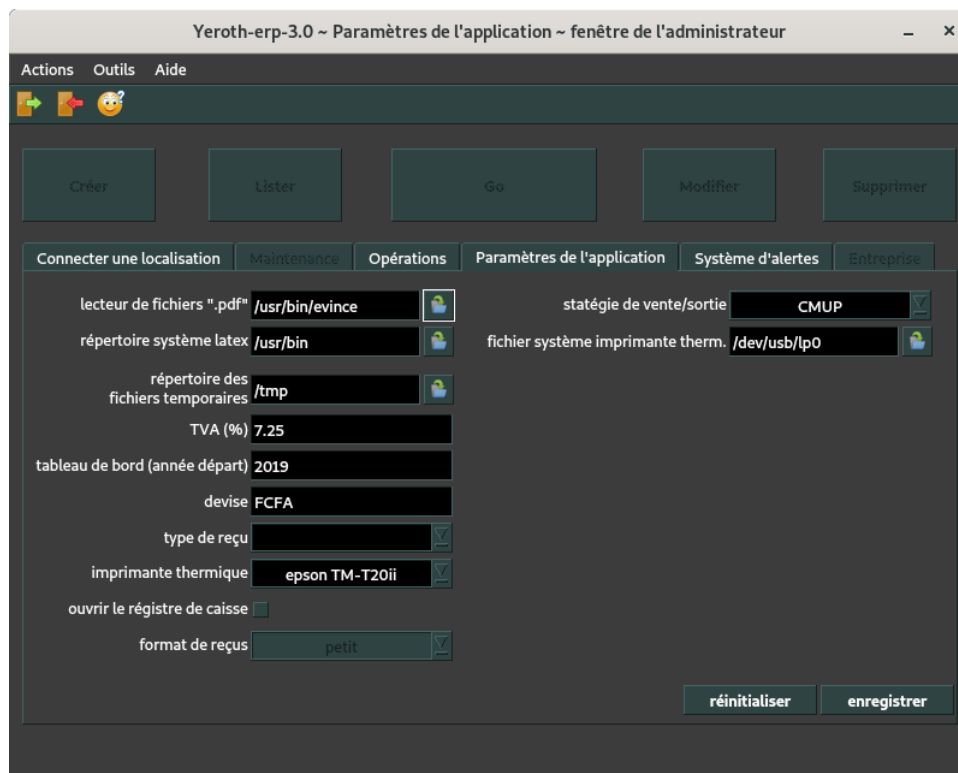 Yeroth-erp-3.0 ~ Paramètres de l'application ~ fenêtre de l'administrateur
Actions Outils Aide
Créer Lister Go Modifier Supprimer
Connecter une localisation Maintenance Opérations Paramètres de l'application Système d'alertes Entreprise
lecteur de fichiers ".pdf" /usr/bin/evince
statégie de vente/sortie CMUP
répertoire système latex /usr/bin
fichier système imprimante therm. /dev/usb/lp0
répertoire des
fichiers temporaires /tmp
TVA (%) 7.25
tableau de bord (année départ) 2019
devise FCFA
type de reçu
imprimante thermique epson TM-T20ii
ouvrir le régistre de caisse
format de reçus petit
réinitialiser enregistrer